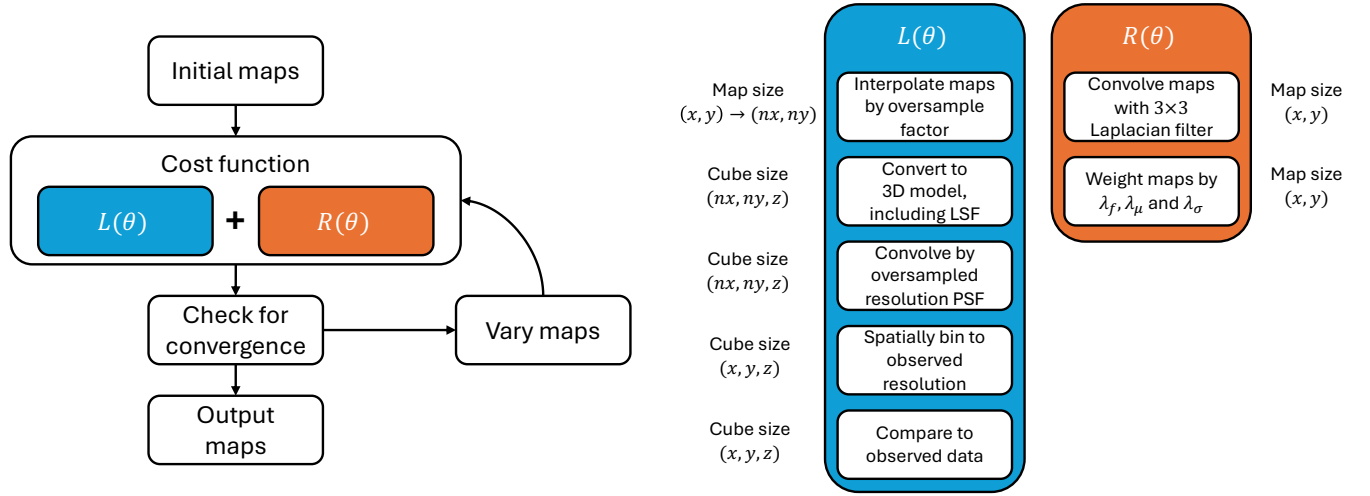 Initial maps
Cost function
L(θ)
+
R(θ)
Check for
convergence
Vary maps
Output
maps
L(θ)
Map size
(x, y) → (nx, ny)
Interpolate maps
by oversample
factor
Cube size
(nx, ny, z)
Convert to
3D model,
including LSF
Cube size
(nx, ny, z)
Convolve by
oversampled
resolution PSF
Cube size
(x, y, z)
Spatially bin to
observed
resolution
Cube size
(x, y, z)
Compare to
observed data
R(θ)
Convolve maps
with 3×3
Laplacian filter
Map size
(x, y)
Weight maps by
λ_f, λ_μ and λ_σ
Map size
(x, y)